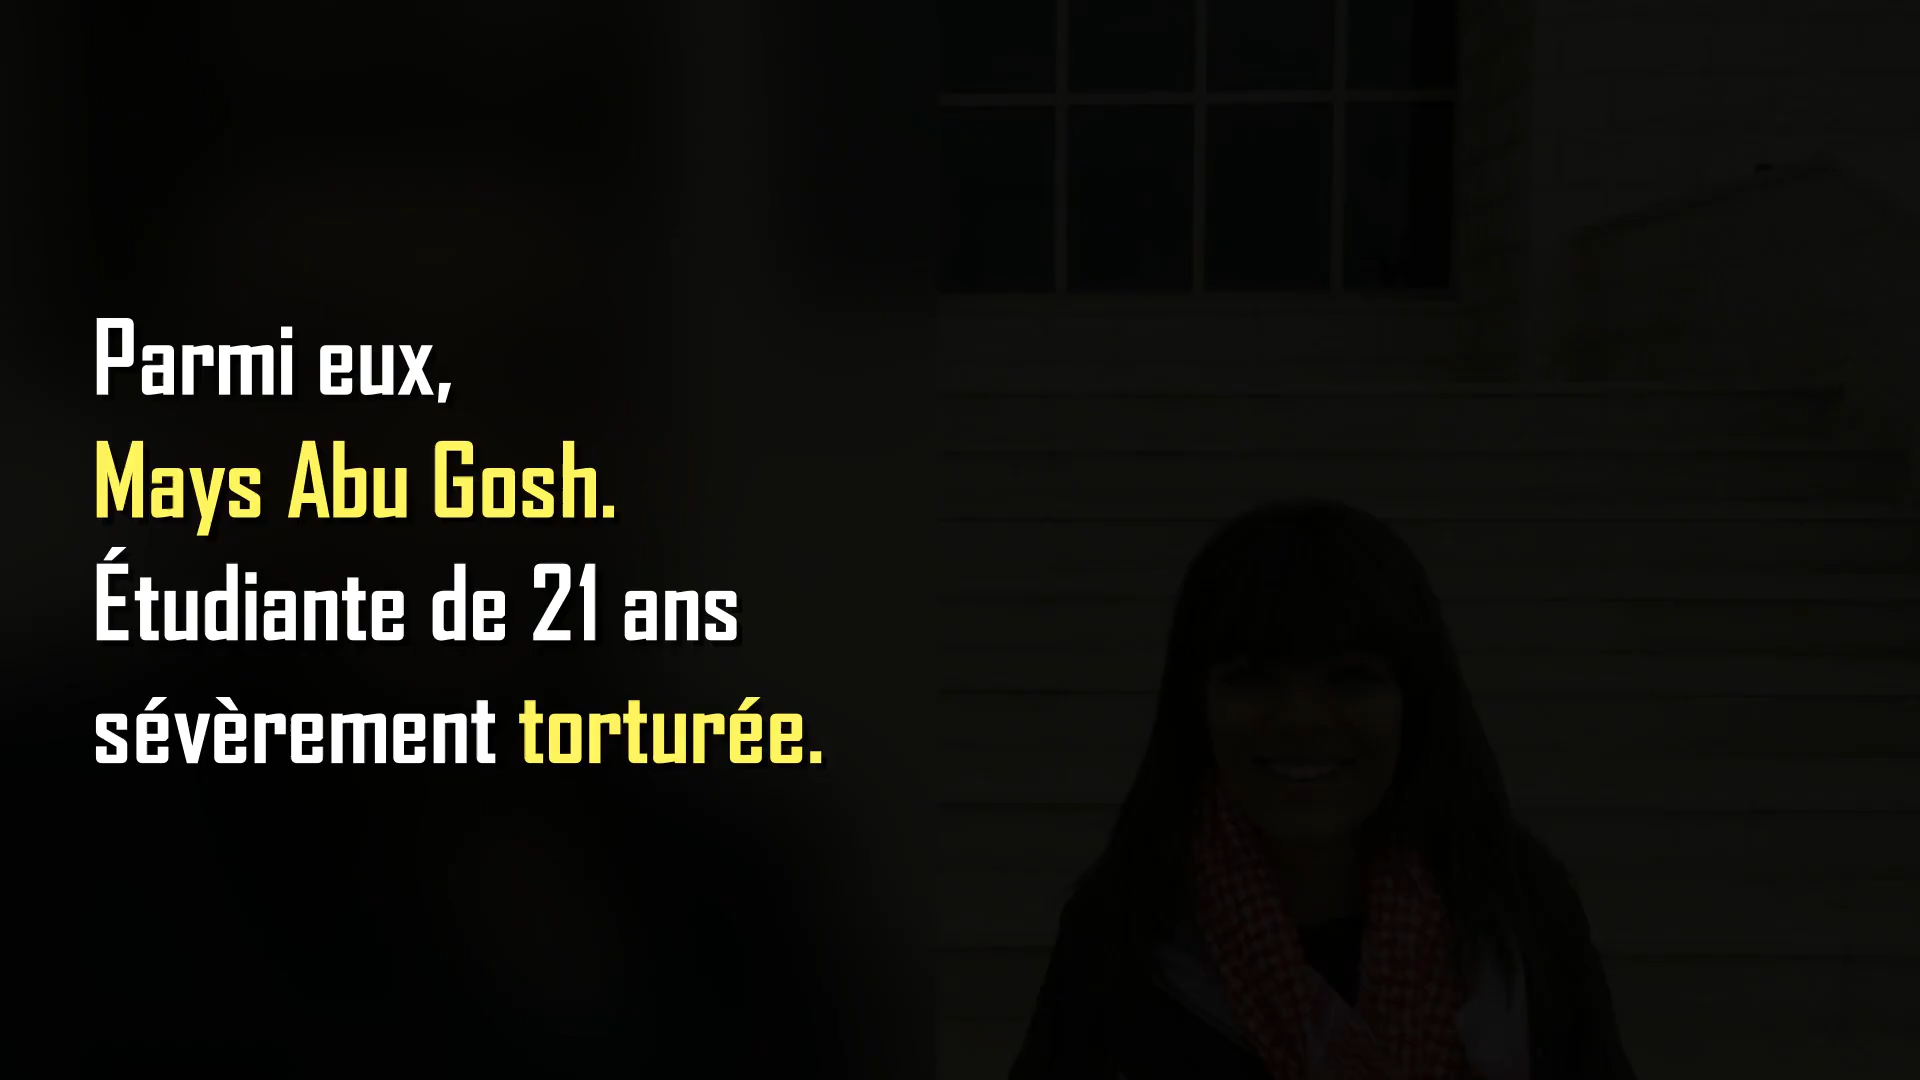 Parmi eux,
Mays Abu Gosh.
Étudiante de 21 ans
sévèrement torturée.